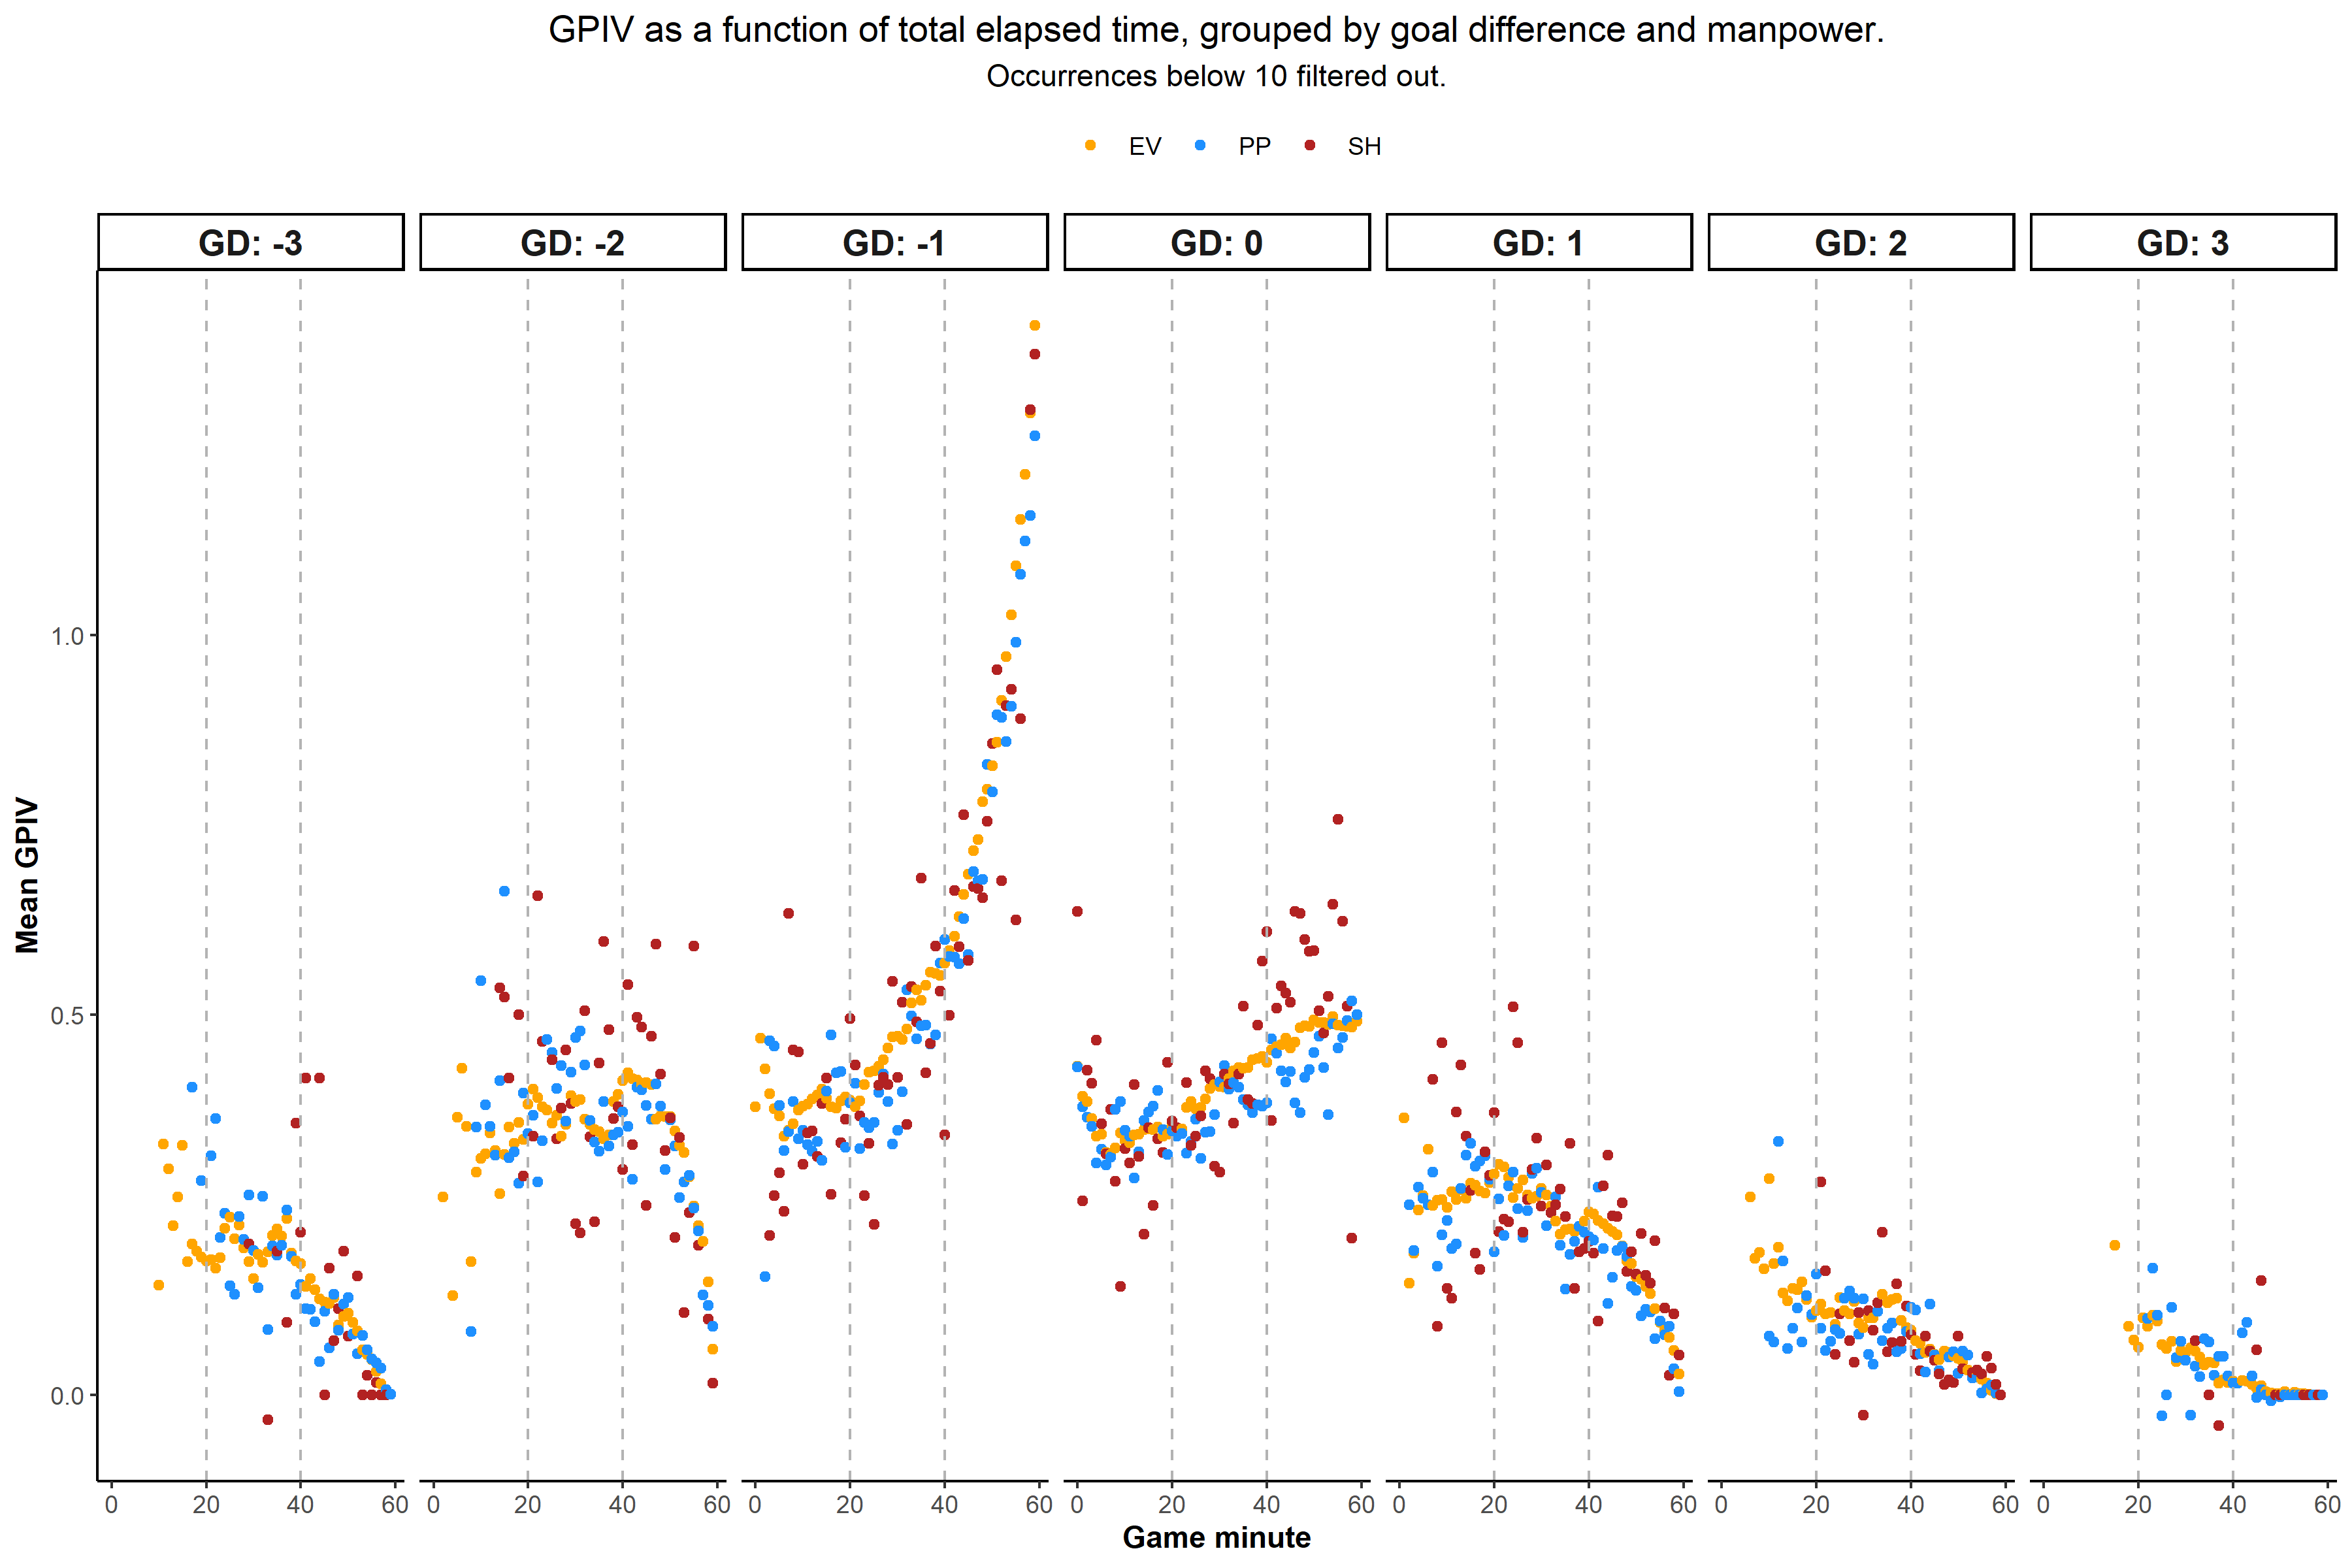 GPIV as a function of total elapsed time, grouped by goal difference and manpower.
Occurrences below 10 filtered out.
EV PP SH
GD: -3 GD: -2 GD: -1 GD: 0 GD: 1 GD: 2 GD: 3
1.0
0.5
0.0
Mean GPIV
0 20 40 60 0 20 40 60 0 20 40 60 0 20 40 60 0 20 40 60 0 20 40 60 0 20 40 60
Game minute